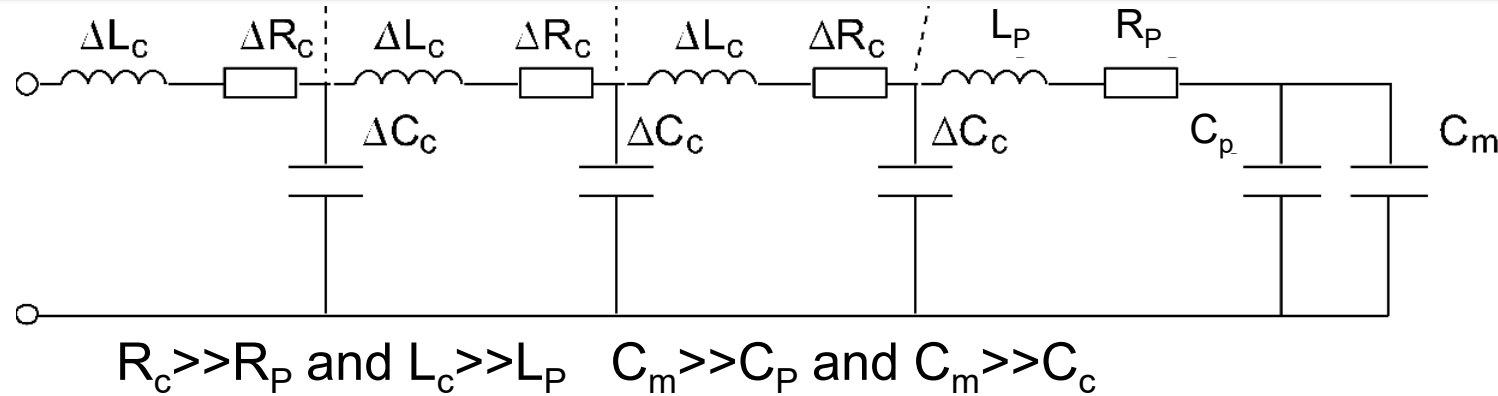 ΔLc ΔRc ΔLc ΔRc ΔLc ΔRc LP RP
ΔCc ΔCc ΔCc Cp Cm
Rc>>RP and Lc>>LP Cm>>CP and Cm>>Cc